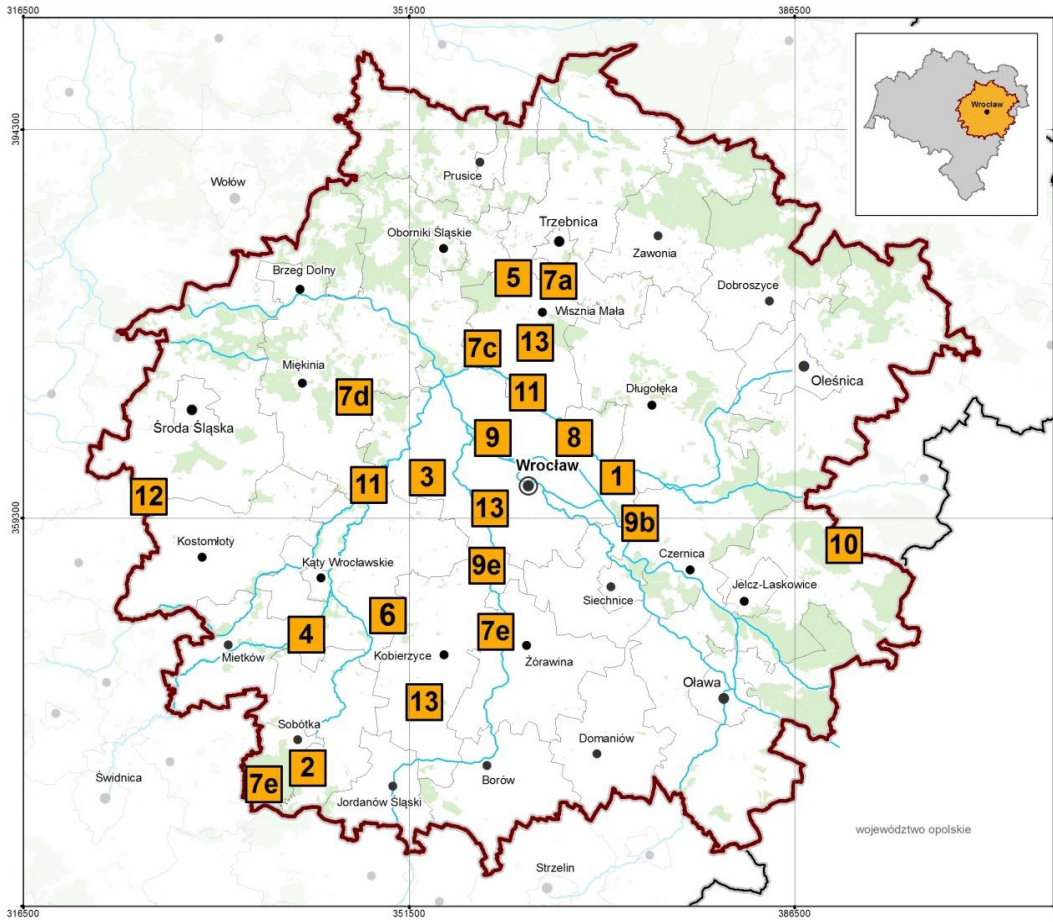 316500
351500
386500
394300
394300
Wrocław
Prusice
Wołów
Trzebnica
Oborniki Śląskie
Zawonia
Brzeg Dolny
5
7a
Dobroszyce
Wisznia Mała
7c
13
Miękinia
Oleśnica
7d
11
Długołęka
Środa Śląska
9
8
Wrocław
11
3
1
12
13
9b
359300
359300
10
Kostomłoty
Czernica
9e
Kąty Wrocławskie
Siechnice
Jelcz-Laskowice
6
4
7e
Mietków
Kobierzyce
Żórawina
13
Oława
Sobótka
Domaniów
2
7e
Świdnica
Borów
Jordanów Śląski
województwo opolskie
Strzelin
316500
351500
386500